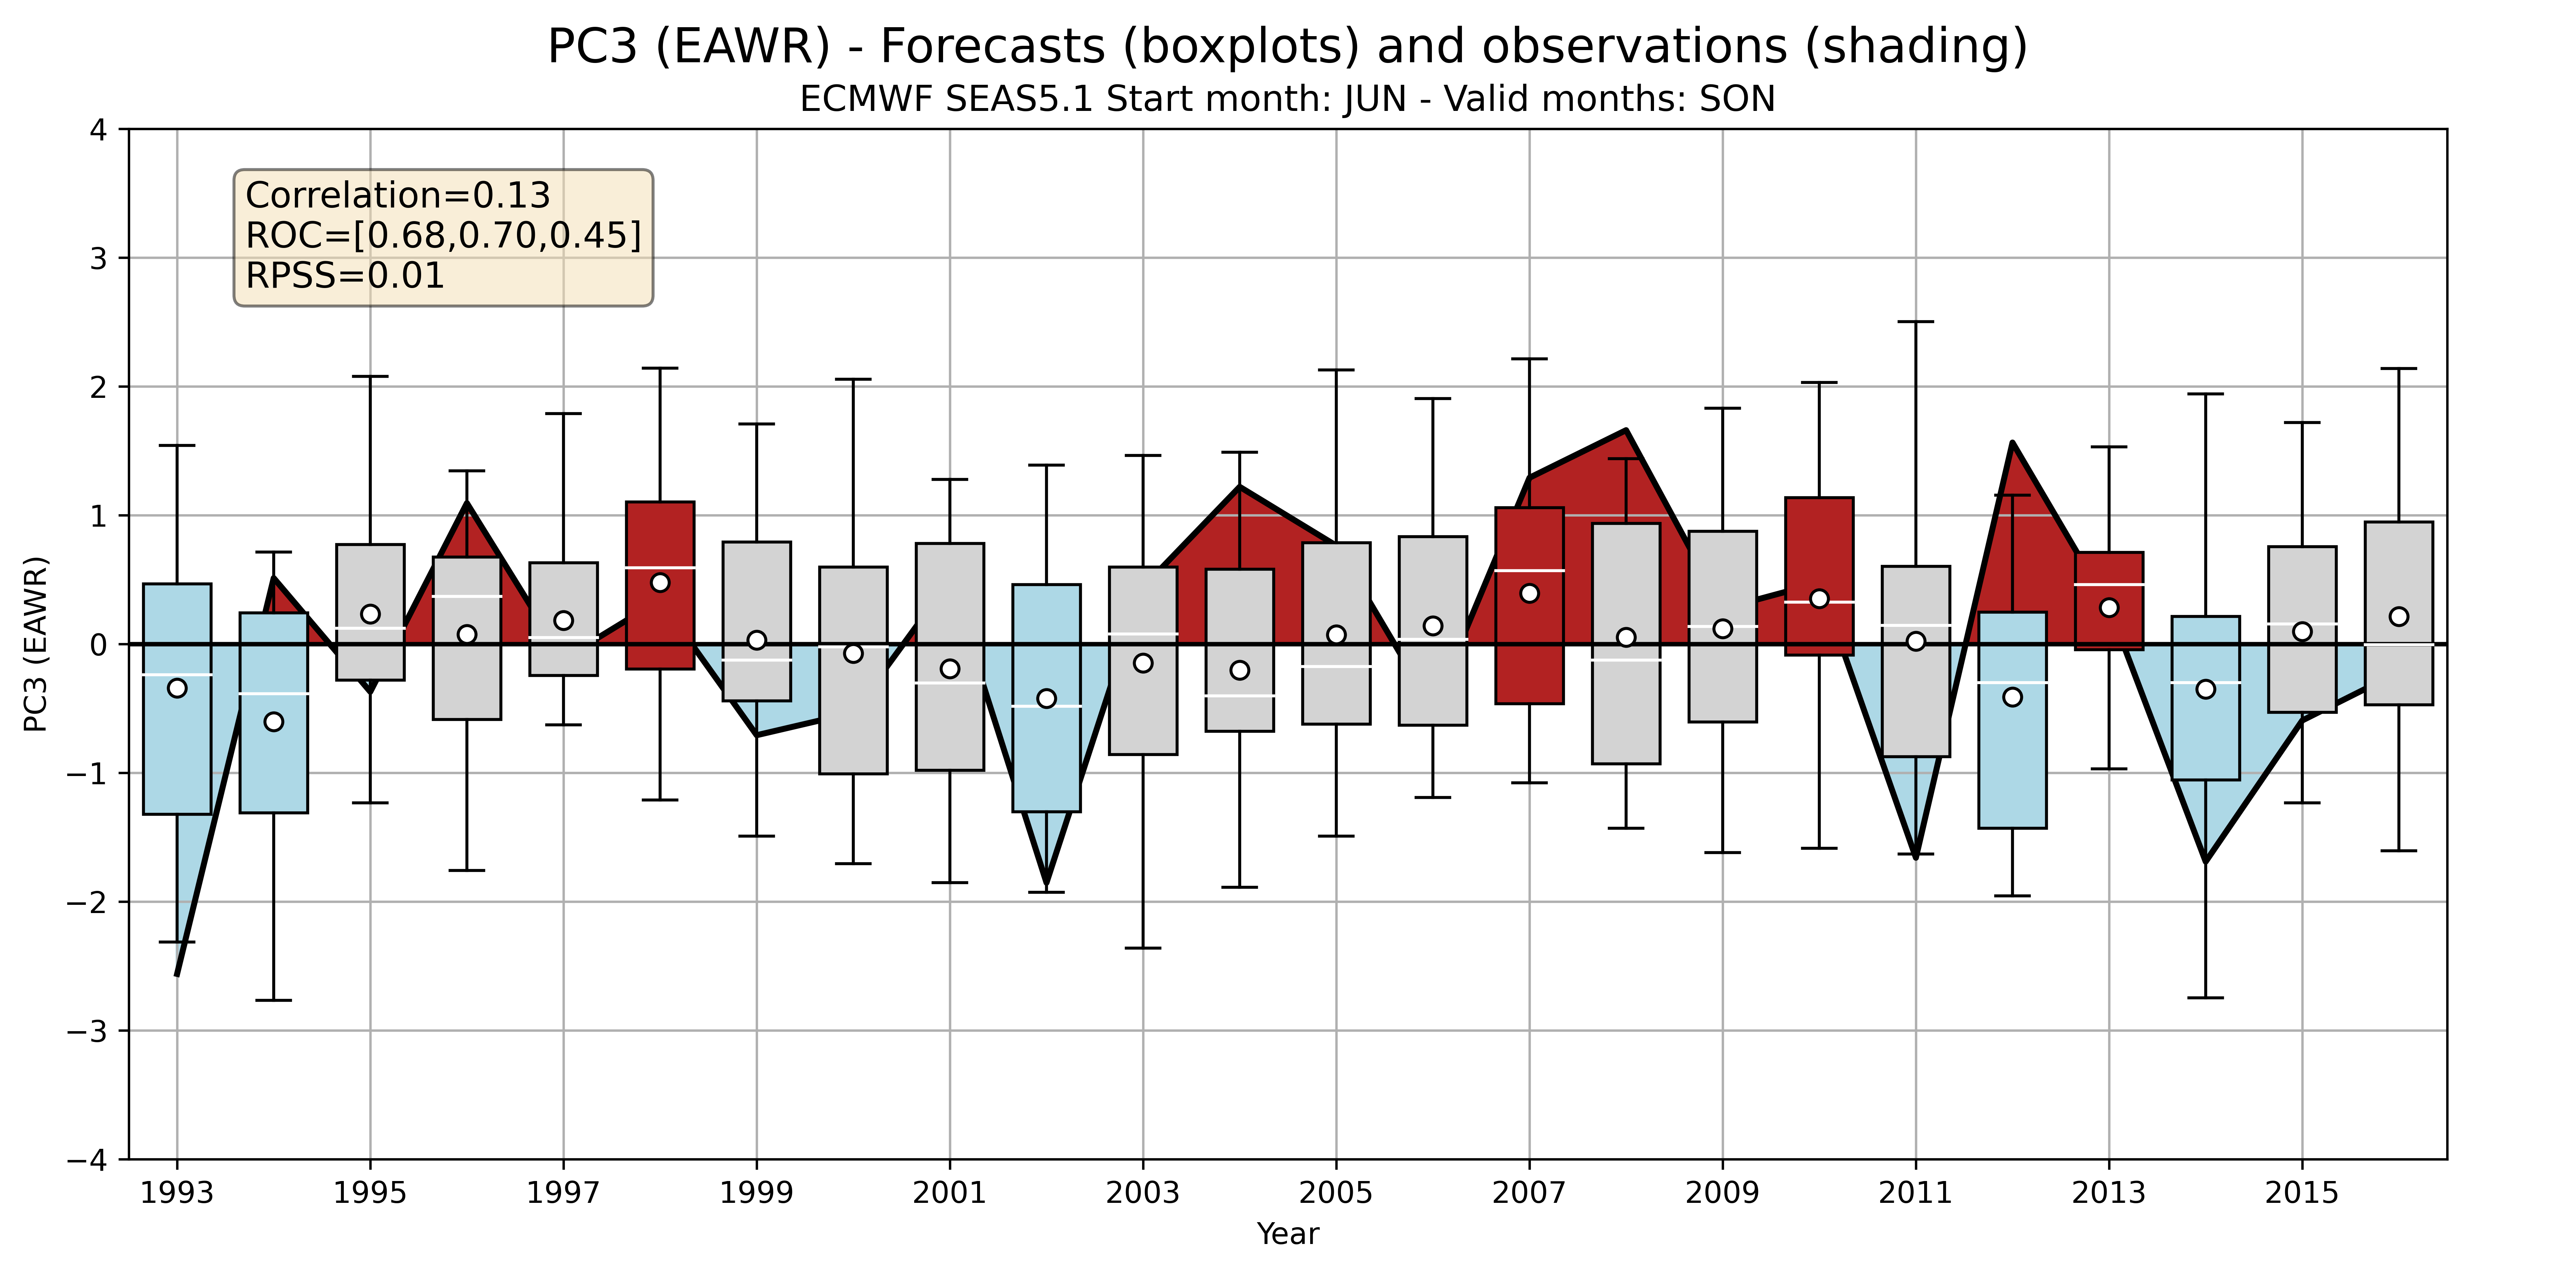 PC3 (EAWR) - Forecasts (boxplots) and observations (shading)
ECMWF SEAS5.1 Start month: JUN - Valid months: SON
Correlation=0.13
ROC=[0.68,0.70,0.45]
RPSS=0.01
PC3 (EAWR)
4
3
2
1
0
−1
−2
−3
−4
1993 1995 1997 1999 2001 2003 2005 2007 2009 2011 2013 2015
Year